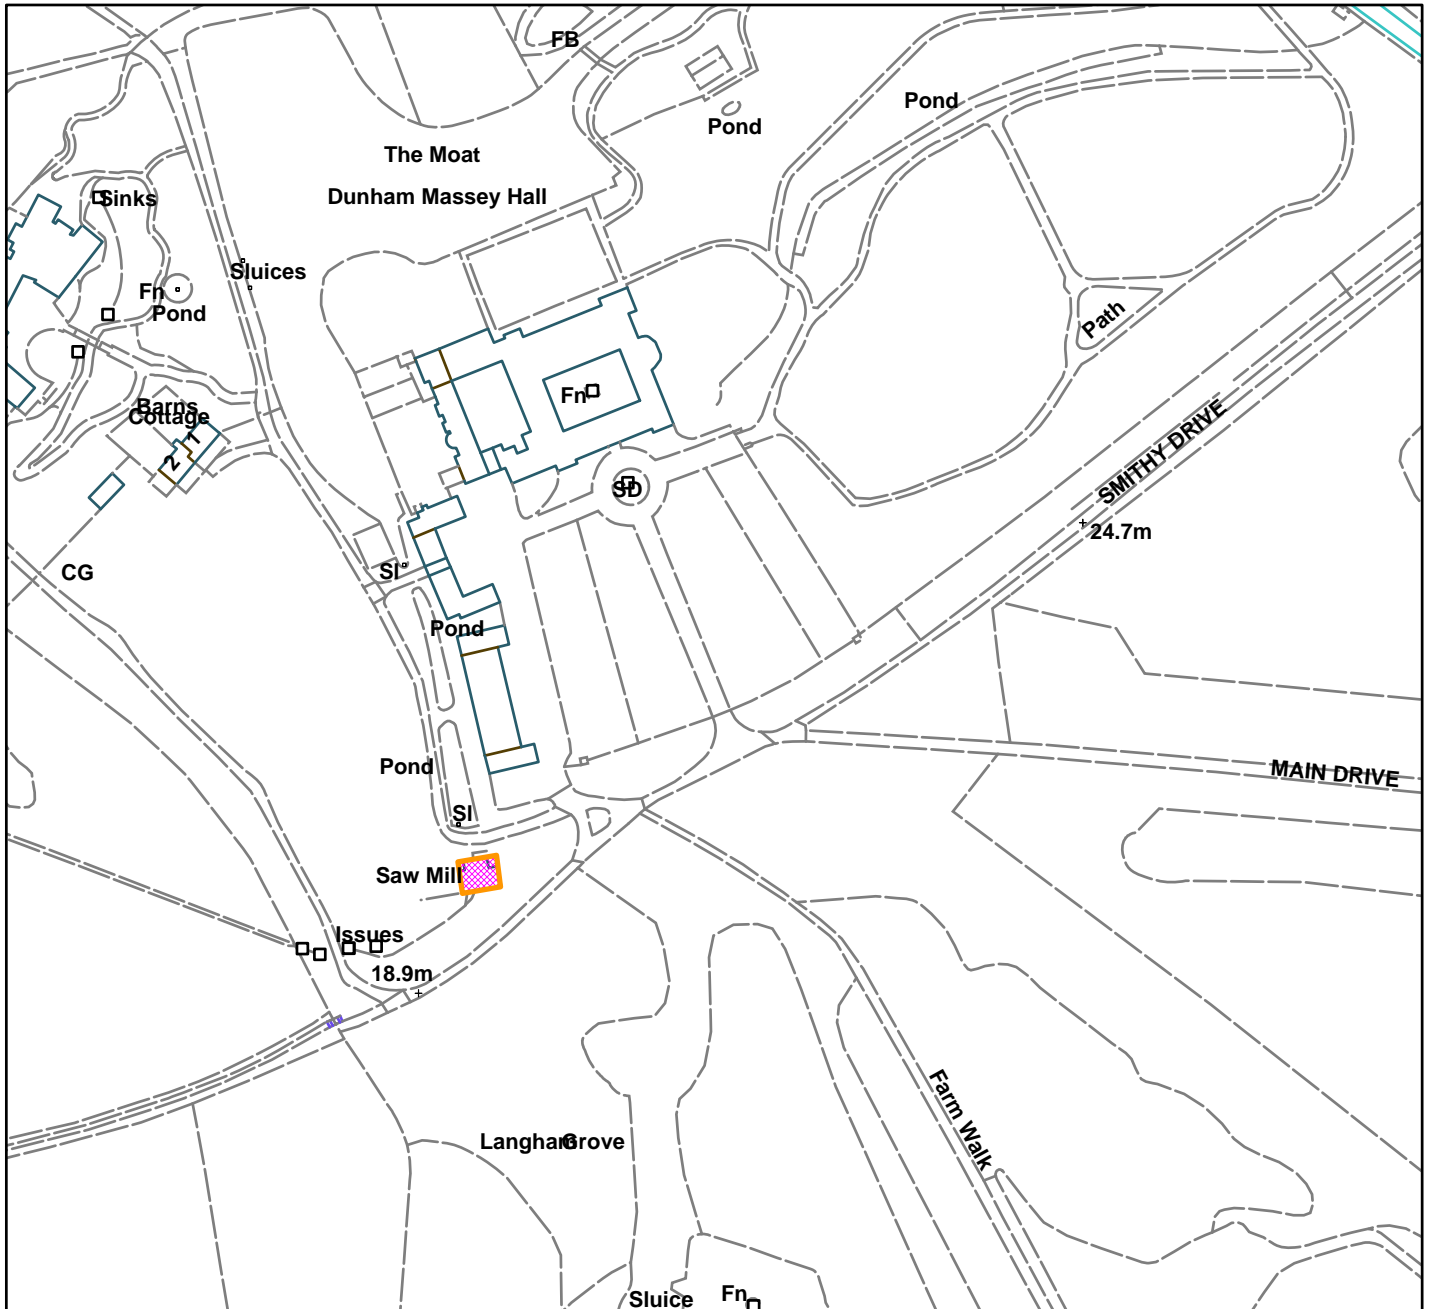 FB
Pond
Pond
The Moat
Dunham Massey Hall
Sinks
Sluices
Fn
Pond
Path
Fn
Barns
Cottage
1
2
SMITHY DRIVE
SD
24.7m
CG
Sl
Pond
Pond
MAIN DRIVE
Sl
Saw Mill
Issues
18.9m
Farm Walk
Langham Grove
Sluice
Fn